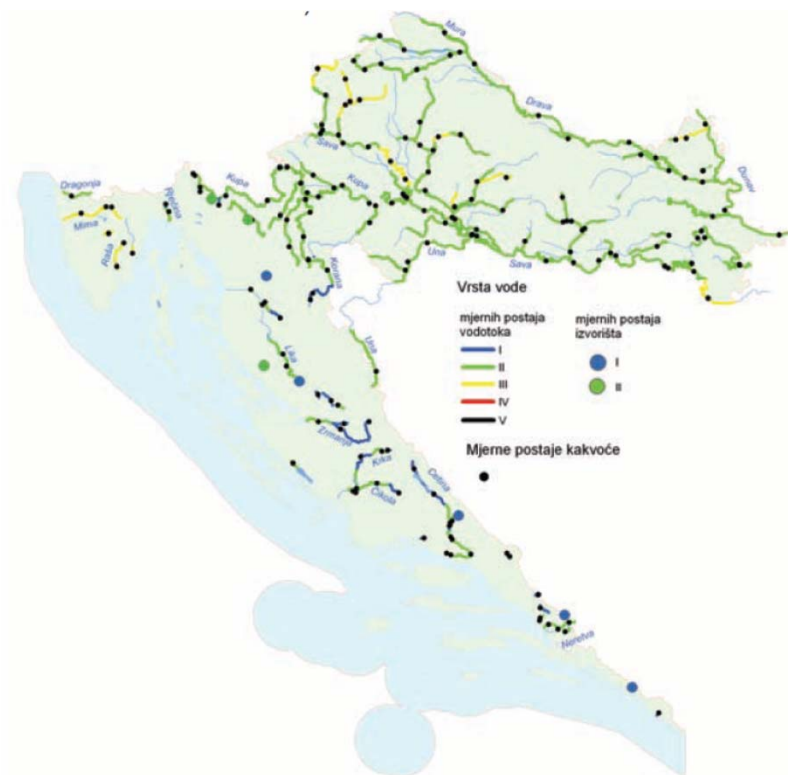 Mura
Drava
Sava
Dunav
Kupa
Kupa
Dragonja
Rječina
Mirna
Raša
Korana
Una
Sava
Vrsta vode
mjernih postaja
vodotoka
I
II
III
IV
V
mjernih postaja
izvorišta
I
II
Una
Lika
Mjerne postaje kakvoće
Zrmanja
Krka
Cetina
Čikola
Neretva